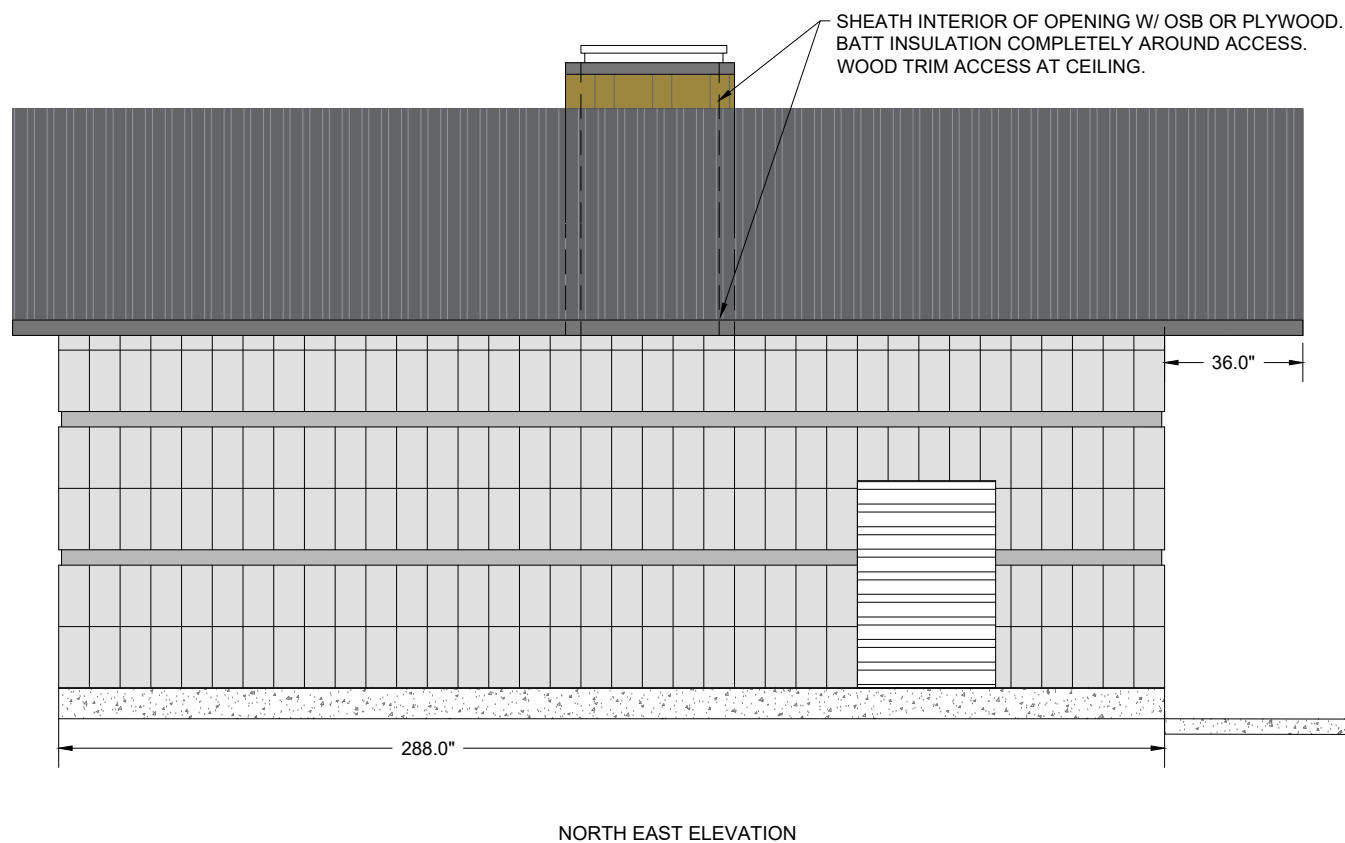 SHEATH INTERIOR OF OPENING W/ OSB OR PLYWOOD.
BATT INSULATION COMPLETELY AROUND ACCESS.
WOOD TRIM ACCESS AT CEILING.
36.0"
288.0"
NORTH EAST ELEVATION